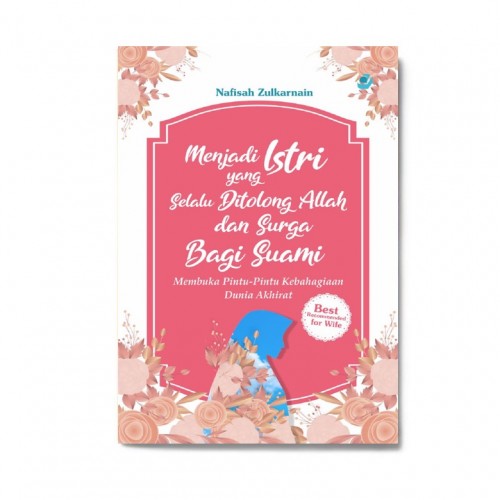 Nafisah Zulkarnain
Menjadi Istri
yang
Selalu Ditolong Allah
dan Surga
Bagi Suami
Membuka Pintu-Pintu Kebahagiaan
Dunia Akhirat
Best
Recommended
for Wife